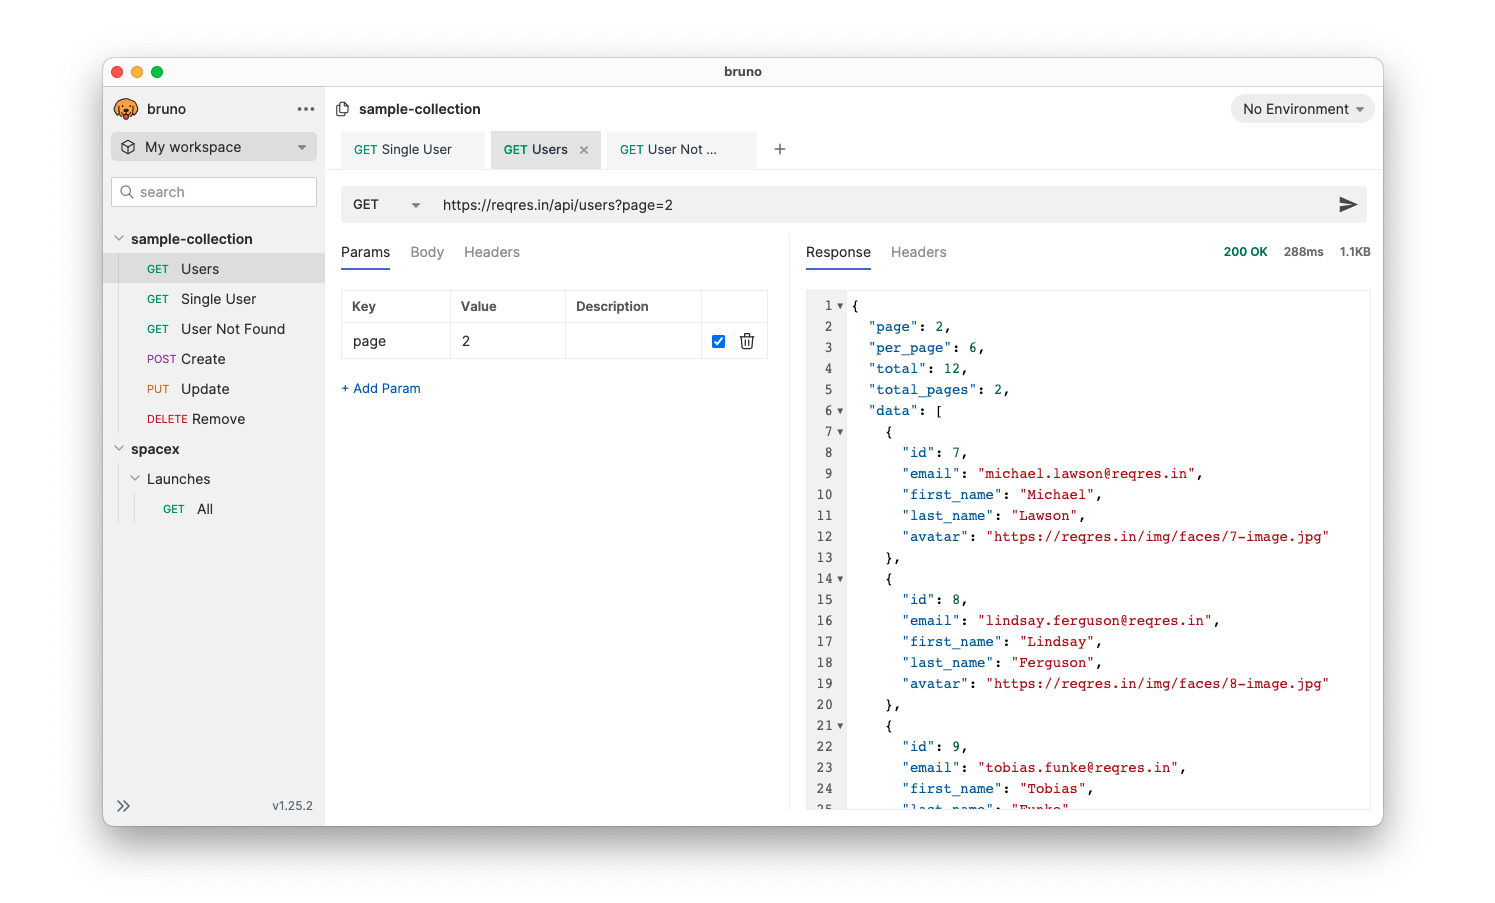 bruno
bruno
sample-collection
No Environment
My workspace
GET Single User
GET Users
GET User Not ...
search
GET
https://reqres.in/api/users?page=2
sample-collection
GET Users
GET Single User
GET User Not Found
POST Create
PUT Update
DELETE Remove
spacex
Launches
GET All
v1.25.2
Params
Body
Headers
Key
Value
Description
page
2
+ Add Param
Response
Headers
200 OK
288ms
1.1KB
1 {
2 "page": 2,
3 "per_page": 6,
4 "total": 12,
5 "total_pages": 2,
6 "data": [
7 {
8 "id": 7,
9 "email": "michael.lawson@reqres.in",
10 "first_name": "Michael",
11 "last_name": "Lawson",
12 "avatar": "https://reqres.in/img/faces/7-image.jpg"
13 },
14 {
15 "id": 8,
16 "email": "lindsay.ferguson@reqres.in",
17 "first_name": "Lindsay",
18 "last_name": "Ferguson",
19 "avatar": "https://reqres.in/img/faces/8-image.jpg"
20 },
21 {
22 "id": 9,
23 "email": "tobias.funke@reqres.in",
24 "first_name": "Tobias",
25 "last_name": "Funke"